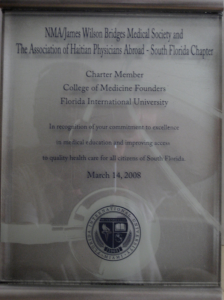 NMA/James Wilson Bridges Medical Society and
The Association of Haitian Physicians Abroad - South Florida Chapter
Charter Member
College of Medicine Founders
Florida International University
In recognition of your commitment to excellence
in medical education and improving access
to quality health care for all citizens of South Florida.
March 14, 2008